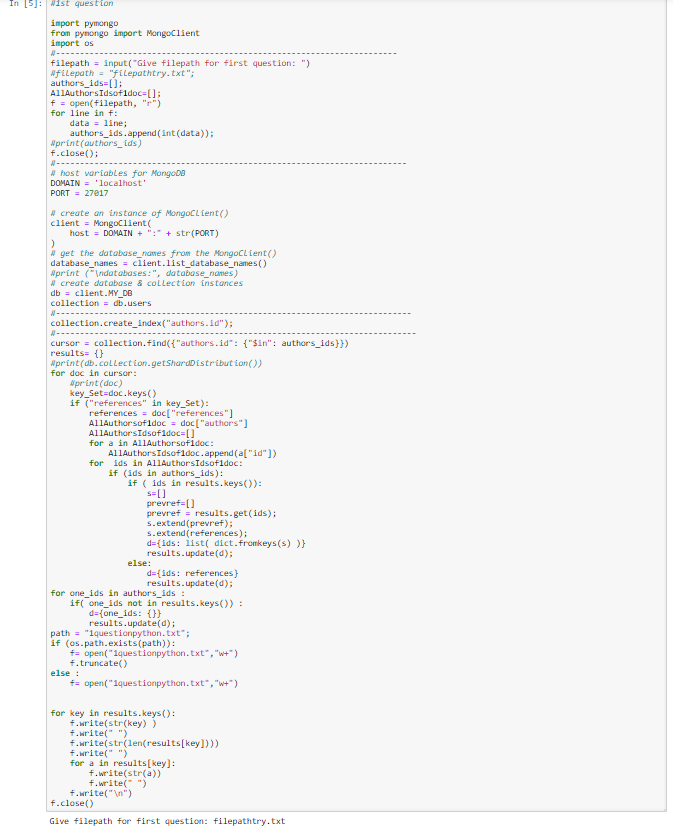 In [5]: #1st question
import pymongo
from pymongo import MongoClient
import os
#-----------------------------------------------------------------------
filepath = input("Give filepath for first question: ")
#filepath = "filepathtry.txt";
authors_ids=[];
AllAuthorsIdsof1doc=[];
f = open(filepath, "r")
for line in f:
    data = line;
    authors_ids.append(int(data));
#print(authors_ids)
f.close();
#-------------------------------------------------------------------------
# host variables for MongoDB
DOMAIN = 'localhost'
PORT = 27017
# create an instance of MongoClient()
client = MongoClient(
    host = DOMAIN + ":" + str(PORT)
)
# get the database_names from the MongoClient()
database_names = client.list_database_names()
#print ("\ndatabases:", database_names)
# create database & collection instances
db = client.MY_DB
collection = db.users
#--------------------------------------------------------------------------
collection.create_index("authors.id");
#---------------------------------------------------------------------------
cursor = collection.find({"authors.id": {"$in": authors_ids}})
results= {}
#print(db.collection.getShardDistribution())
for doc in cursor:
    #print(doc)
    key_Set=doc.keys()
    if ("references" in key_Set):
        references = doc["references"]
        AllAuthorsof1doc = doc["authors"]
        AllAuthorsIdsof1doc=[]
        for a in AllAuthorsof1doc:
            AllAuthorsIdsof1doc.append(a["id"])
        for  ids in AllAuthorsIdsof1doc:
            if (ids in authors_ids):
                if ( ids in results.keys()):
                    s=[]
                    prevref=[]
                    prevref = results.get(ids);
                    s.extend(prevref);
                    s.extend(references);
                    d={ids: list( dict.fromkeys(s) )}
                    results.update(d);
                else:
                    d={ids: references}
                    results.update(d);
for one_ids in authors_ids :
    if( one_ids not in results.keys()) :
        d={one_ids: {}}
        results.update(d);
path = "1questionpython.txt";
if (os.path.exists(path)):
    f= open("1questionpython.txt","w+")
    f.truncate()
else :
    f= open("1questionpython.txt","w+")
for key in results.keys():
    f.write(str(key) )
    f.write(" ")
    f.write(str(len(results[key])))
    f.write(" ")
    for a in results[key]:
        f.write(str(a))
        f.write(" ")
    f.write("\n")
f.close()
Give filepath for first question: filepathtry.txt